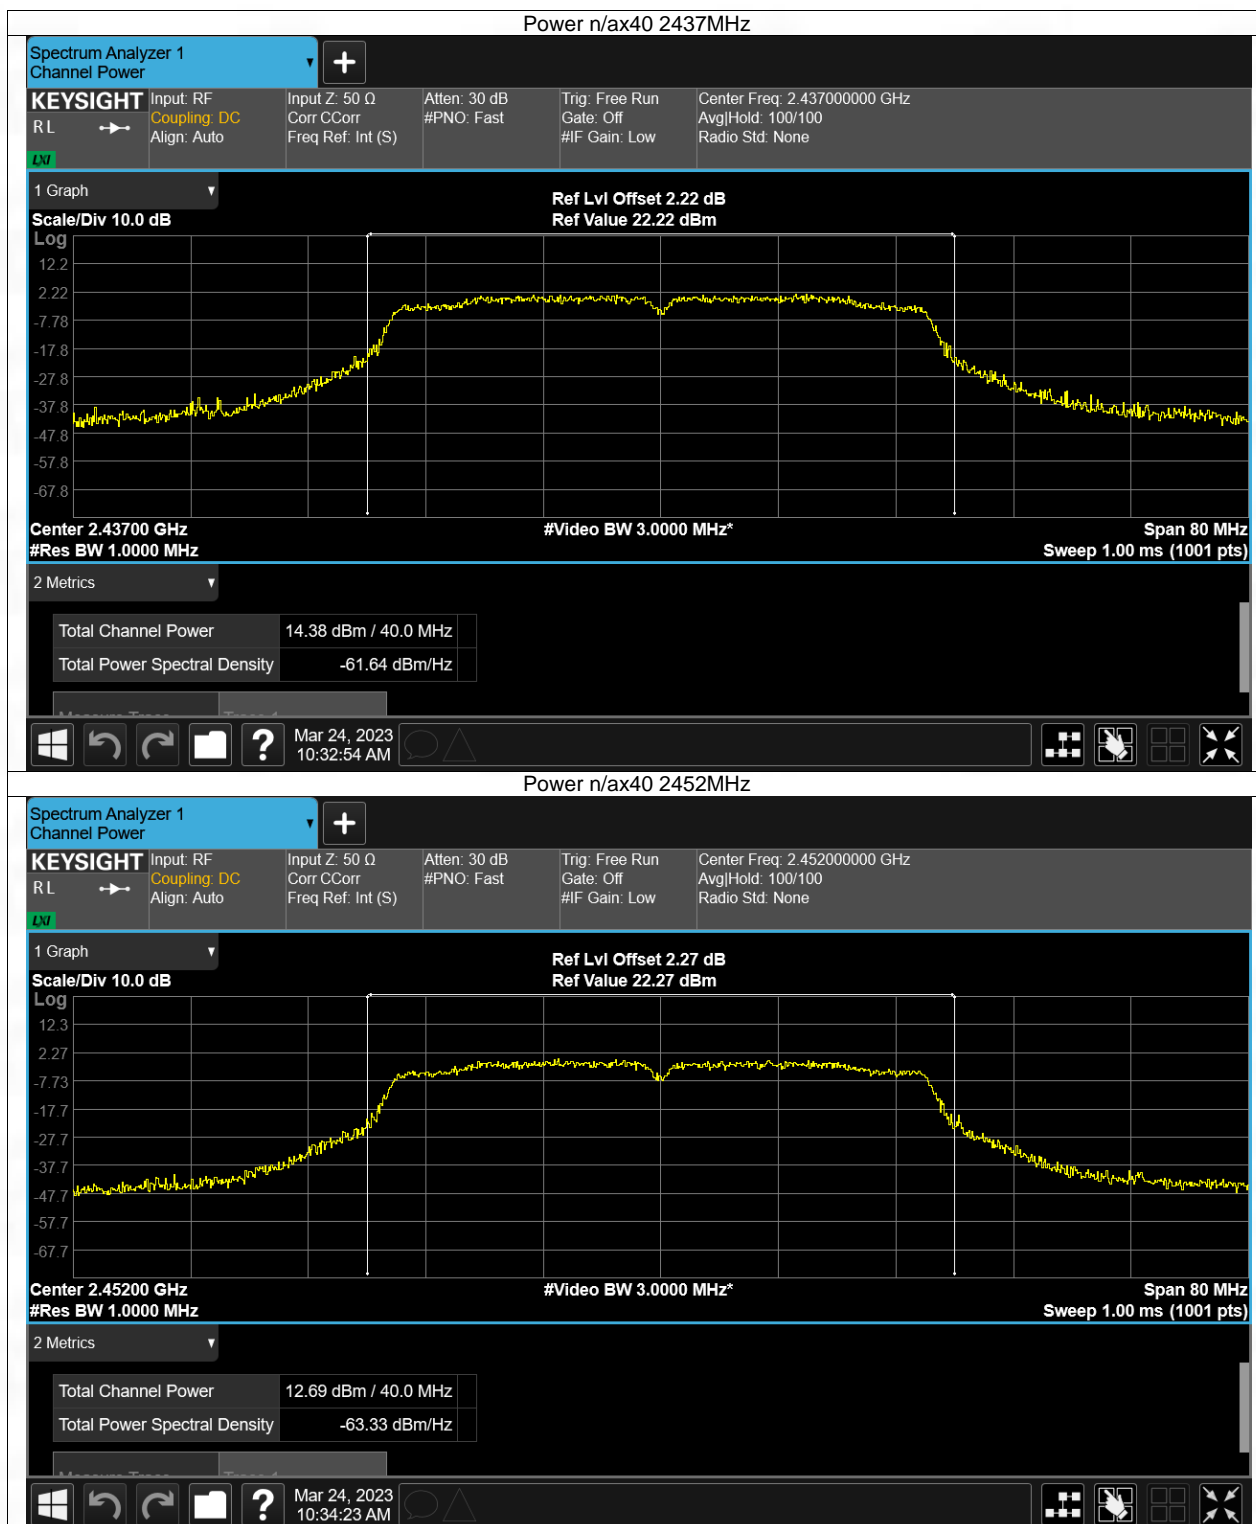 Power n/ax40 2437MHz
Spectrum Analyzer 1
Channel Power
KEYSIGHT Input: RF Input Z: 50 Ω Atten: 30 dB Trig: Free Run Center Freq: 2.437000000 GHz
RL Coupling: DC Corr CCorr #PNO: Fast Gate: Off Avg|Hold: 100/100
Align: Auto Freq Ref: Int (S) #IF Gain: Low Radio Std: None
LXI
1 Graph
Ref Lvl Offset 2.22 dB
Scale/Div 10.0 dB Ref Value 22.22 dBm
Log
12.2
2.22
-7.78
-17.8
-27.8
-37.8
-47.8
-57.8
-67.8
Center 2.43700 GHz #Video BW 3.0000 MHz* Span 80 MHz
#Res BW 1.0000 MHz Sweep 1.00 ms (1001 pts)
2 Metrics
Total Channel Power 14.38 dBm / 40.0 MHz
Total Power Spectral Density -61.64 dBm/Hz
Mar 24, 2023
10:32:54 AM
Power n/ax40 2452MHz
Spectrum Analyzer 1
Channel Power
KEYSIGHT Input: RF Input Z: 50 Ω Atten: 30 dB Trig: Free Run Center Freq: 2.452000000 GHz
RL Coupling: DC Corr CCorr #PNO: Fast Gate: Off Avg|Hold: 100/100
Align: Auto Freq Ref: Int (S) #IF Gain: Low Radio Std: None
LXI
1 Graph
Ref Lvl Offset 2.27 dB
Scale/Div 10.0 dB Ref Value 22.27 dBm
Log
12.3
2.27
-7.73
-17.7
-27.7
-37.7
-47.7
-57.7
-67.7
Center 2.45200 GHz #Video BW 3.0000 MHz* Span 80 MHz
#Res BW 1.0000 MHz Sweep 1.00 ms (1001 pts)
2 Metrics
Total Channel Power 12.69 dBm / 40.0 MHz
Total Power Spectral Density -63.33 dBm/Hz
Mar 24, 2023
10:34:23 AM